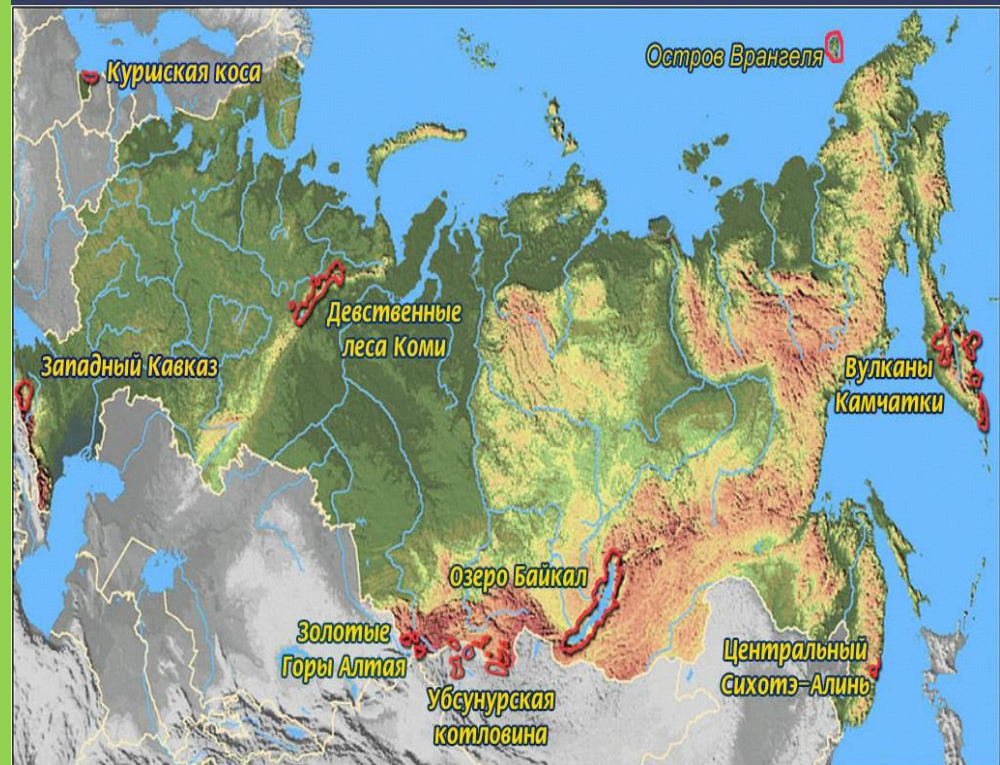 Остров Врангеля
Куршская коса
Девственные
леса Коми
Западный Кавказ
Вулканы
Камчатки
Озеро Байкал
Золотые
Горы Алтая
Центральный
Сихотэ-Алинь
Убсунурская
котловина